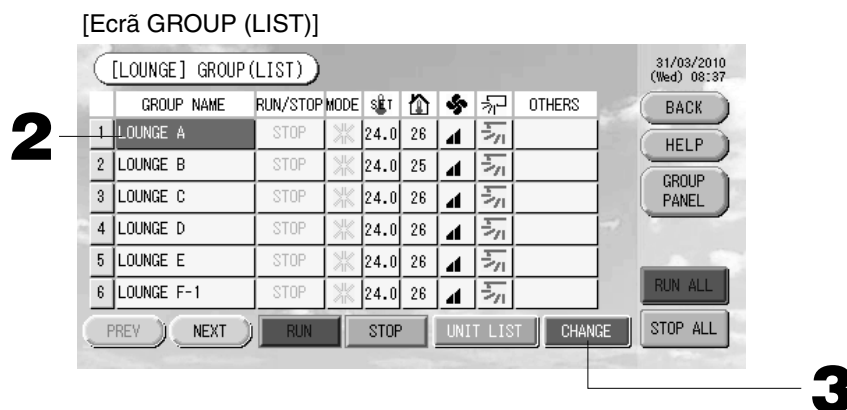 [Ecrã GROUP (LIST)]
[LOUNGE] GROUP(LIST)
31/03/2010
(Wed) 08:37
GROUP NAME RUN/STOP MODE SET OTHERS
BACK
2
1 LOUNGE A STOP 24.0 26
HELP
2 LOUNGE B STOP 24.0 25
GROUP
PANEL
3 LOUNGE C STOP 24.0 26
4 LOUNGE D STOP 24.0 26
5 LOUNGE E STOP 24.0 26
6 LOUNGE F-1 STOP 24.0 26
RUN ALL
PREV NEXT RUN STOP UNIT LIST CHANGE STOP ALL
3